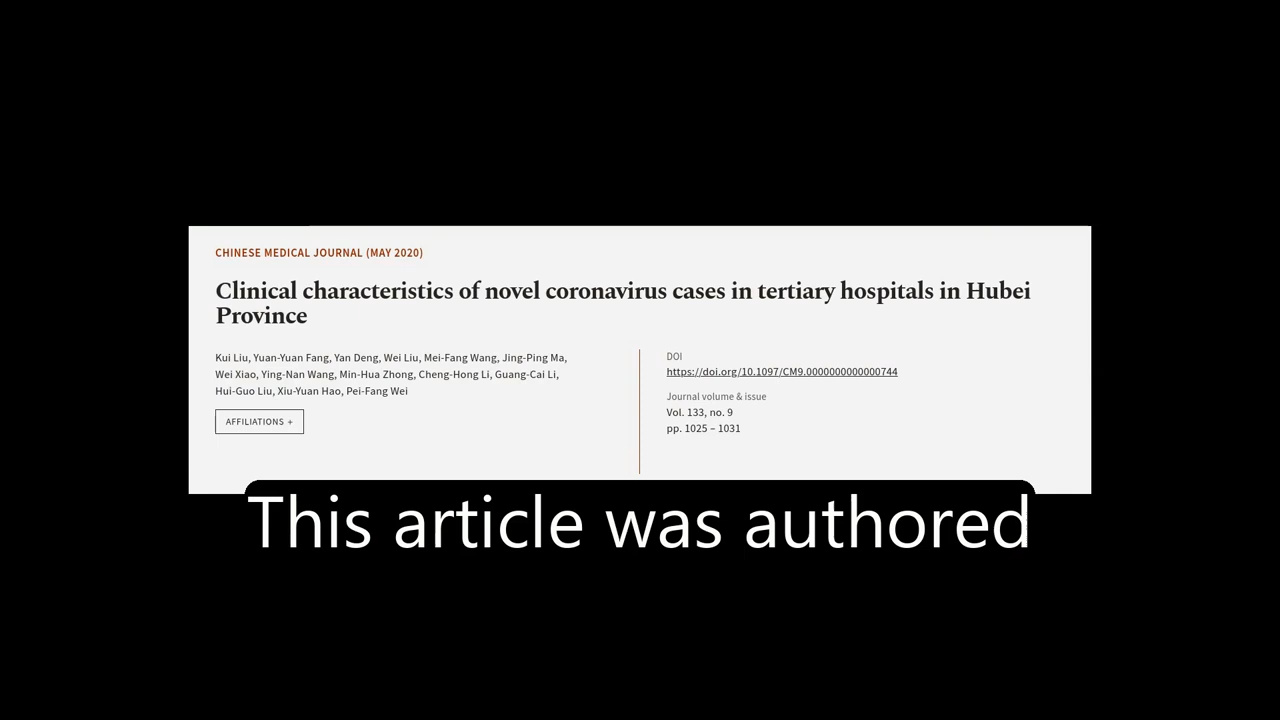 CHINESE MEDICAL JOURNAL (MAY 2020)
Clinical characteristics of novel coronavirus cases in tertiary hospitals in Hubei
Province
Kui Liu, Yuan-Yuan Fang, Yan Deng, Wei Liu, Mei-Fang Wang, Jing-Ping Ma,
Wei Xiao, Ying-Nan Wang, Min-Hua Zhong, Cheng-Hong Li, Guang-Cai Li,
Hui-Guo Liu, Xiu-Yuan Hao, Pei-Fang Wei
AFFILIATIONS +
DOI
https://doi.org/10.1097/CM9.0000000000000744
Journal volume & issue
Vol. 133, no. 9
pp. 1025 – 1031
This article was authored